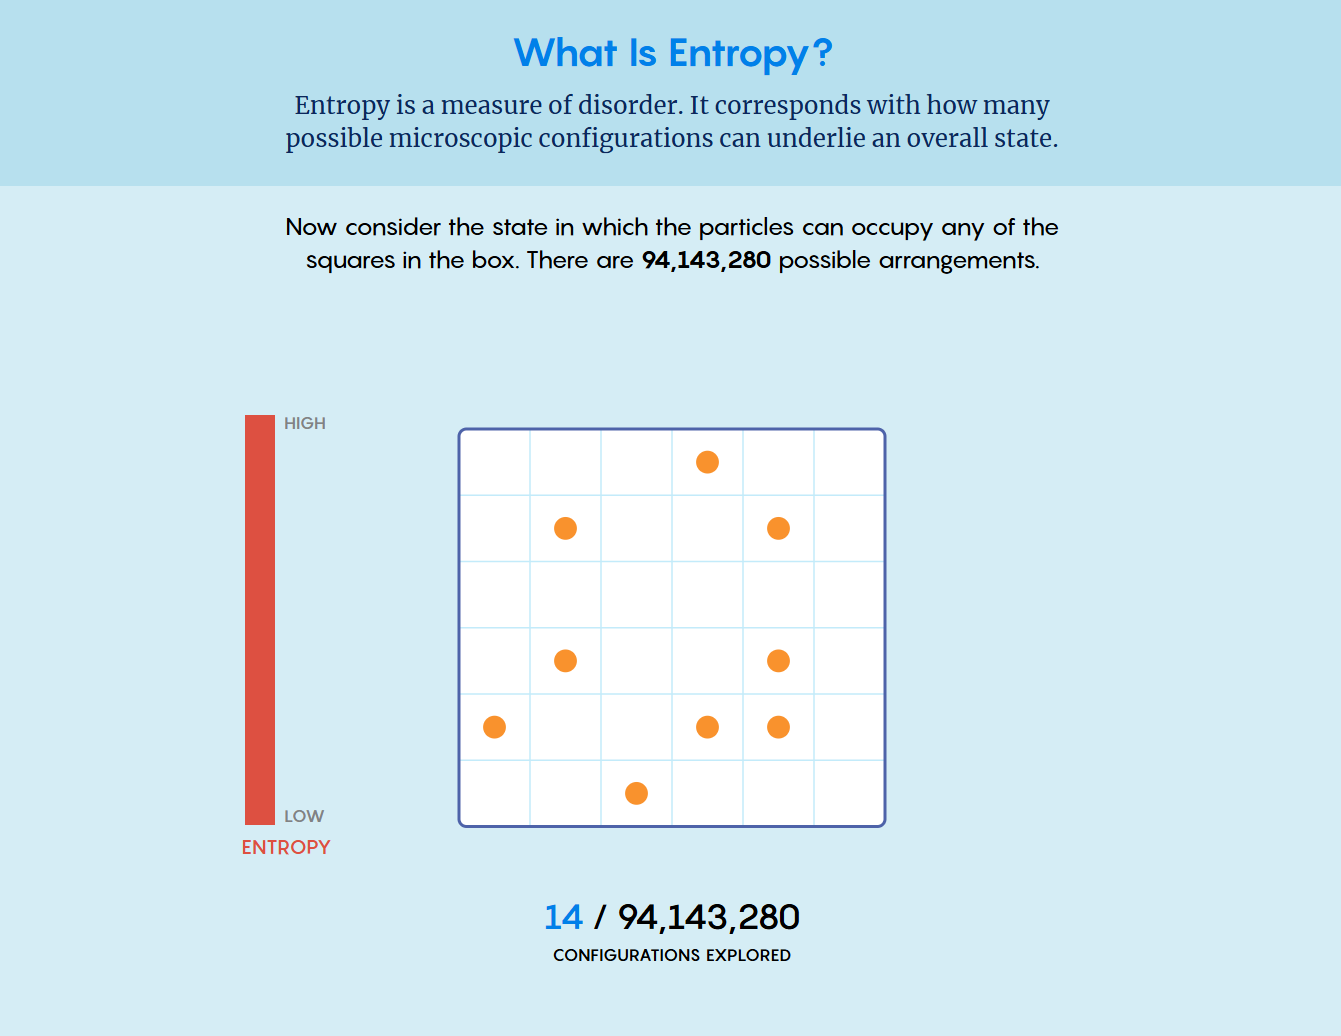 What Is Entropy?
Entropy is a measure of disorder. It corresponds with how many
possible microscopic configurations can underlie an overall state.
Now consider the state in which the particles can occupy any of the
squares in the box. There are 94,143,280 possible arrangements.
HIGH
LOW
ENTROPY
14 / 94,143,280
CONFIGURATIONS EXPLORED